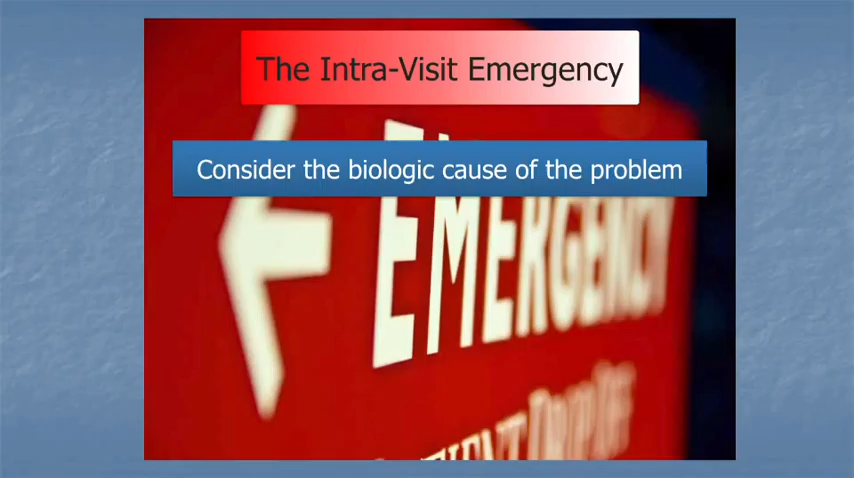 The Intra-Visit Emergency
Consider the biologic cause of the problem
EMERGENCY